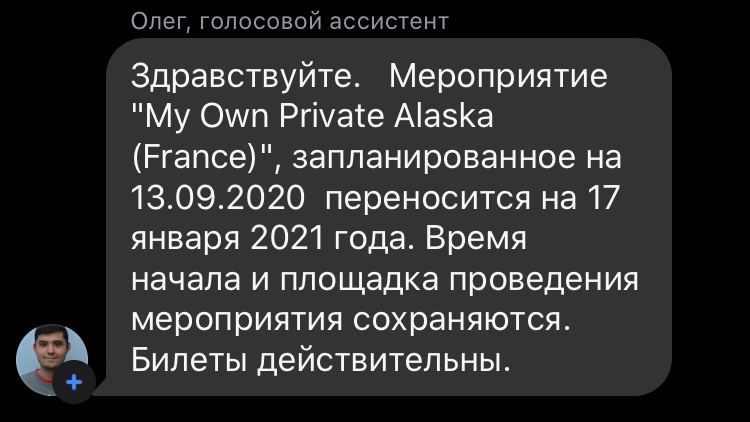 Олег, голосовой ассистент
Здравствуйте. Мероприятие
"My Own Private Alaska
(France)", запланированное на
13.09.2020 переносится на 17
января 2021 года. Время
начала и площадка проведения
мероприятия сохраняются.
Билеты действительны.